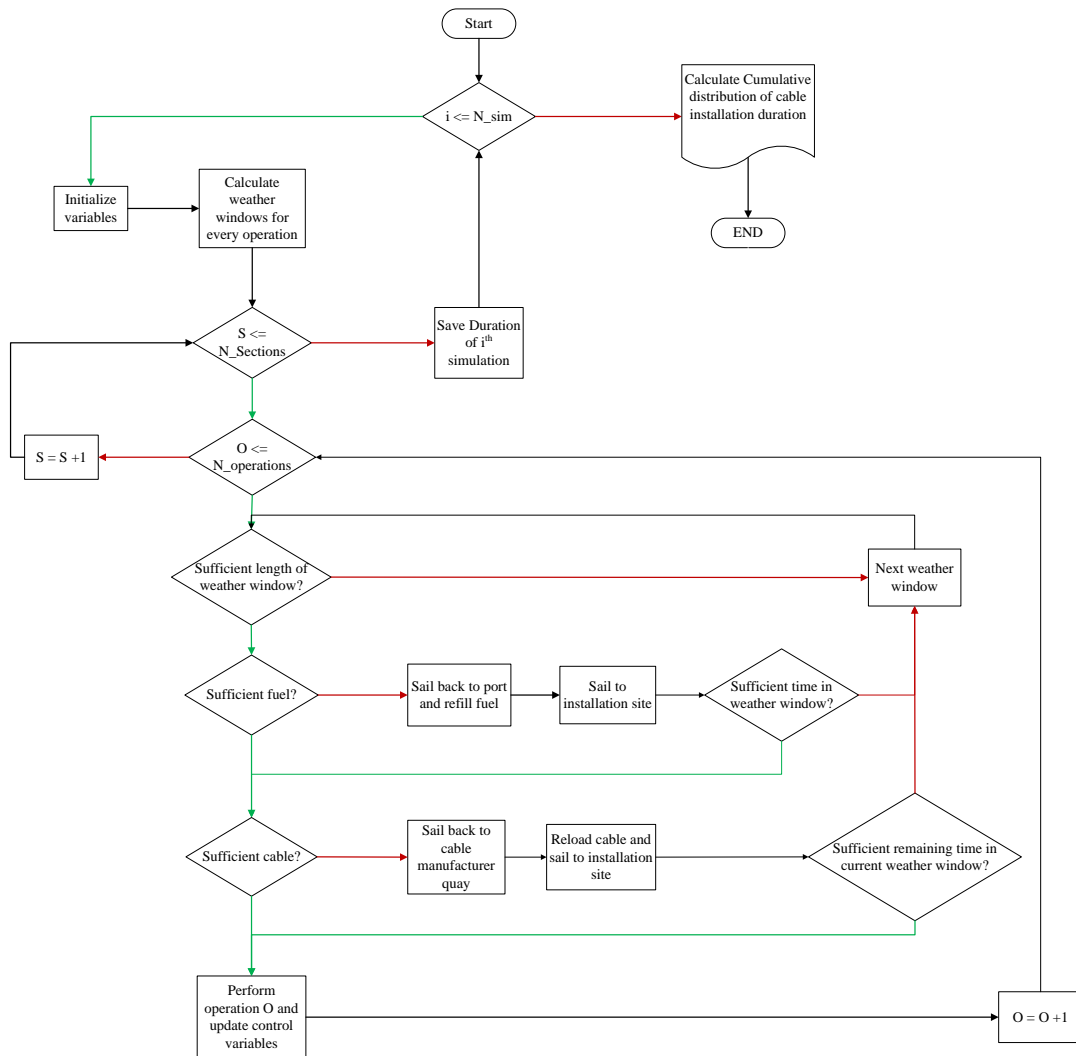 Start
i <= N_sim
Calculate Cumulative
distribution of cable
installation duration
Initialize
variables
Calculate
weather
windows for
every operation
END
S <=
N_Sections
Save Duration
of iᵗʰ
simulation
O <=
N_operations
S = S +1
Sufficient length of
weather window?
Next weather
window
Sufficient fuel?
Sail back to port
and refill fuel
Sail to
installation site
Sufficient time in
weather window?
Sufficient cable?
Sail back to
cable
manufacturer
quay
Reload cable and
sail to installation
site
Sufficient remaining time in
current weather window?
Perform
operation O and
update control
variables
O = O +1